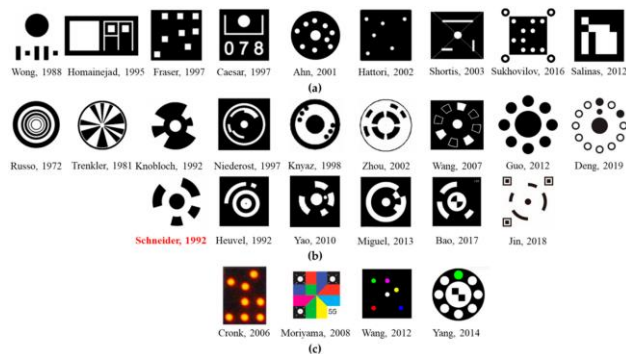 078
Wong, 1988 Homainejad, 1995 Fraser, 1997 Caesar, 1997 Ahn, 2001 Hattori, 2002 Shortis, 2003 Sukhovilov, 2016 Salinas, 2012
(a)
Russo, 1972 Trenkler, 1981 Knobloch, 1992 Niederost, 1997 Knyaz, 1998 Zhou, 2002 Wang, 2007 Guo, 2012 Deng, 2019
Schneider, 1992 Heuvel, 1992 Yao, 2010 Miguel, 2013 Bao, 2017 Jin, 2018
(b)
55
Cronk, 2006 Moriyama, 2008 Wang, 2012 Yang, 2014
(c)